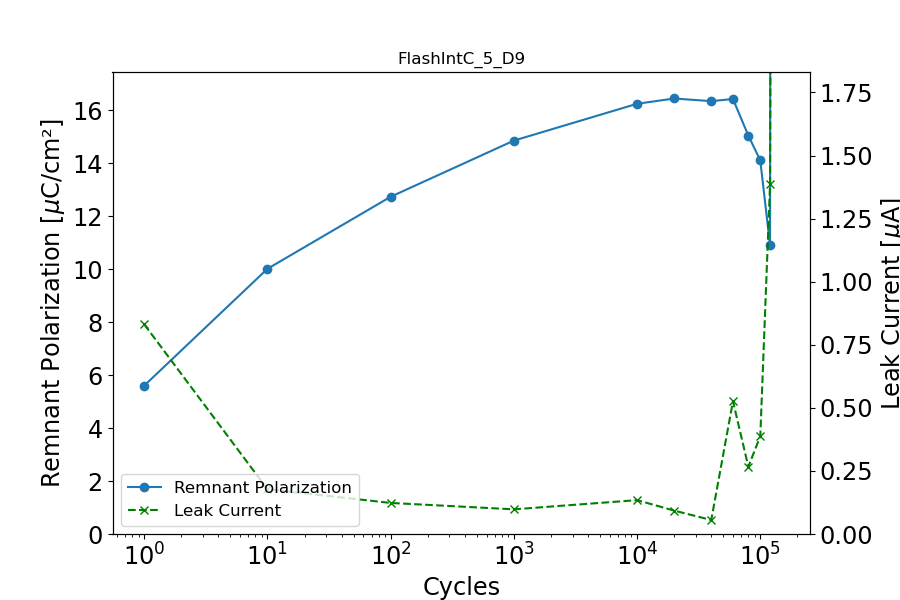 FlashIntC_5_D9
Remnant Polarization [μC/cm²]
16
14
12
10
8
6
4
2
0
1.75
1.50
1.25
1.00
0.75
0.50
0.25
0.00
Leak Current [μA]
Remnant Polarization
Leak Current
10⁰ 10¹ 10² 10³ 10⁴ 10⁵
Cycles